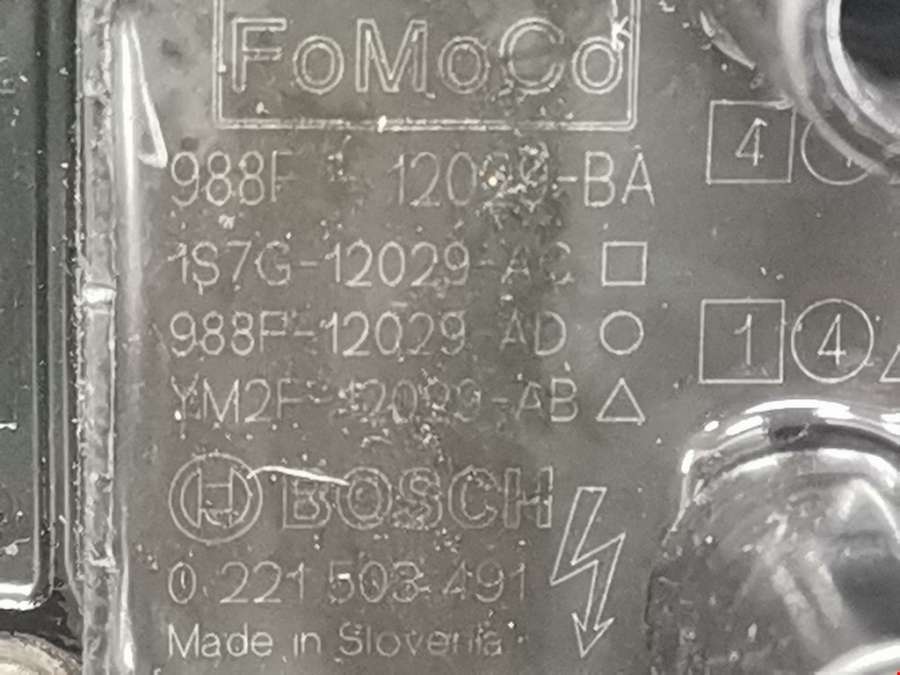 FoMoCo
988F - 12029-BA
4
1S7G-12029-AC
988F-12029-AD
1 4
YM2F-12029-AB
BOSCH
0 221 503 491
Made in Slovenia